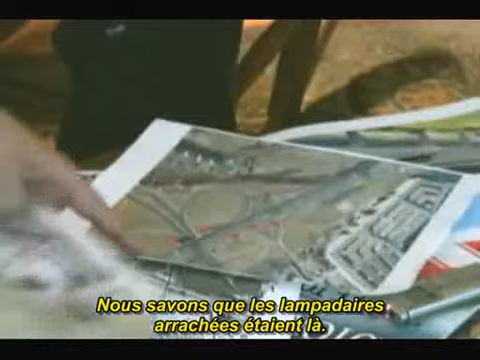 Nous savons que les lampadaires
arrachées étaient là.